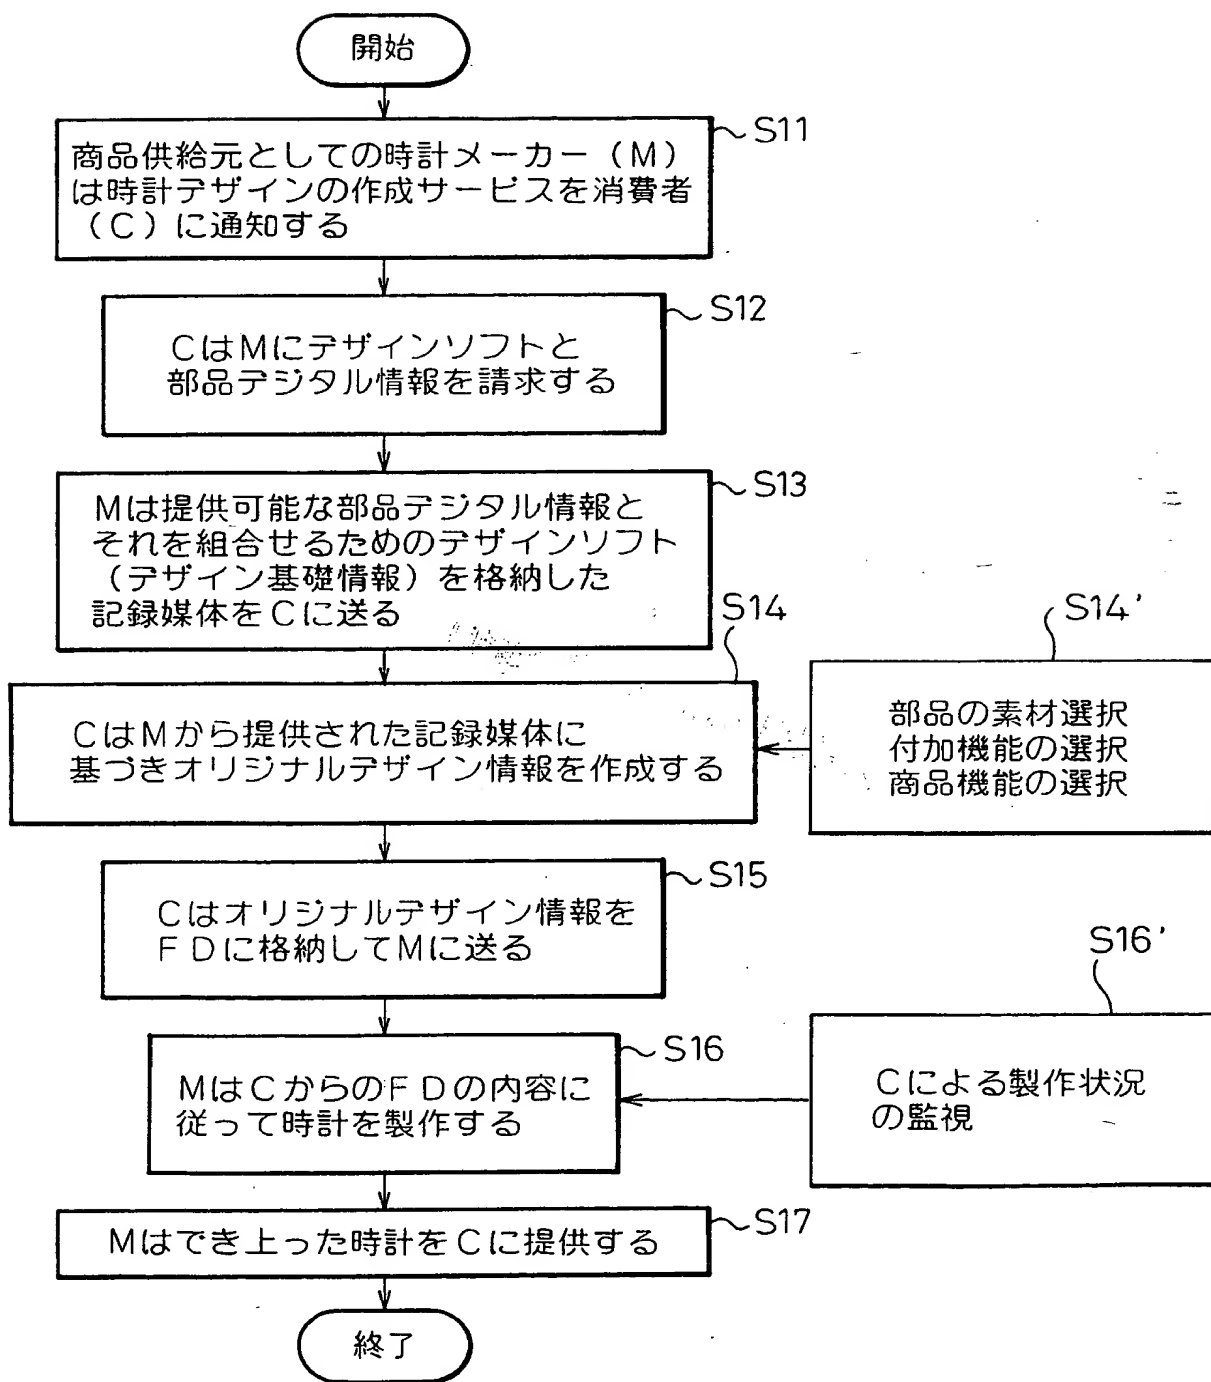 開始
S11
商品供給元としての時計メーカー（M）
は時計デザインの作成サービスを消費者
（C）に通知する
S12
CはMにデザインソフトと
部品デジタル情報を請求する
S13
Mは提供可能な部品デジタル情報と
それを組合せるためのデザインソフト
（デザイン基礎情報）を格納した
記録媒体をCに送る
S14
CはMから提供された記録媒体に
基づきオリジナルデザイン情報を作成する
S14'
部品の素材選択
付加機能の選択
商品機能の選択
S15
Cはオリジナルデザイン情報を
FDに格納してMに送る
S16
MはCからのFDの内容に
従って時計を製作する
S16'
Cによる製作状況
の監視
S17
Mはでき上った時計をCに提供する
終了